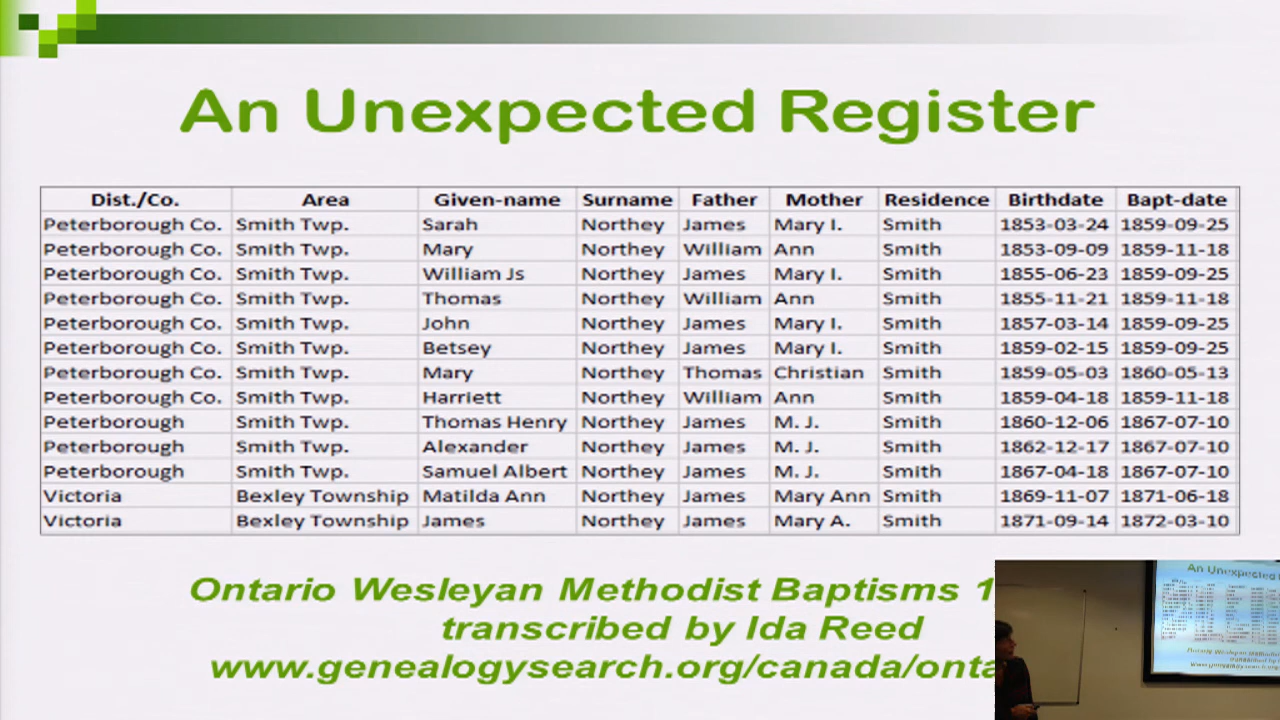 An Unexpected Register
Dist./Co. Area Given-name Surname Father Mother Residence Birthdate Bapt-date
Peterborough Co. Smith Twp. Sarah Northey James Mary I. Smith 1853-03-24 1859-09-25
Peterborough Co. Smith Twp. Mary Northey William Ann Smith 1853-09-09 1859-11-18
Peterborough Co. Smith Twp. William Js Northey James Mary I. Smith 1855-06-23 1859-09-25
Peterborough Co. Smith Twp. Thomas Northey William Ann Smith 1855-11-21 1859-11-18
Peterborough Co. Smith Twp. John Northey James Mary I. Smith 1857-03-14 1859-09-25
Peterborough Co. Smith Twp. Betsey Northey James Mary I. Smith 1859-02-15 1859-09-25
Peterborough Co. Smith Twp. Mary Northey Thomas Christian Smith 1859-05-03 1860-05-13
Peterborough Co. Smith Twp. Harriett Northey William Ann Smith 1859-04-18 1859-11-18
Peterborough Smith Twp. Thomas Henry Northey James M. J. Smith 1860-12-06 1867-07-10
Peterborough Smith Twp. Alexander Northey James M. J. Smith 1862-12-17 1867-07-10
Peterborough Smith Twp. Samuel Albert Northey James M. J. Smith 1867-04-18 1867-07-10
Victoria Bexley Township Matilda Ann Northey James Mary Ann Smith 1869-11-07 1871-06-18
Victoria Bexley Township James Northey James Mary A. Smith 1871-09-14 1872-03-10
Ontario Wesleyan Methodist Baptisms 1
transcribed by Ida Reed
www.genealogysearch.org/canada/onta
An Unexpected